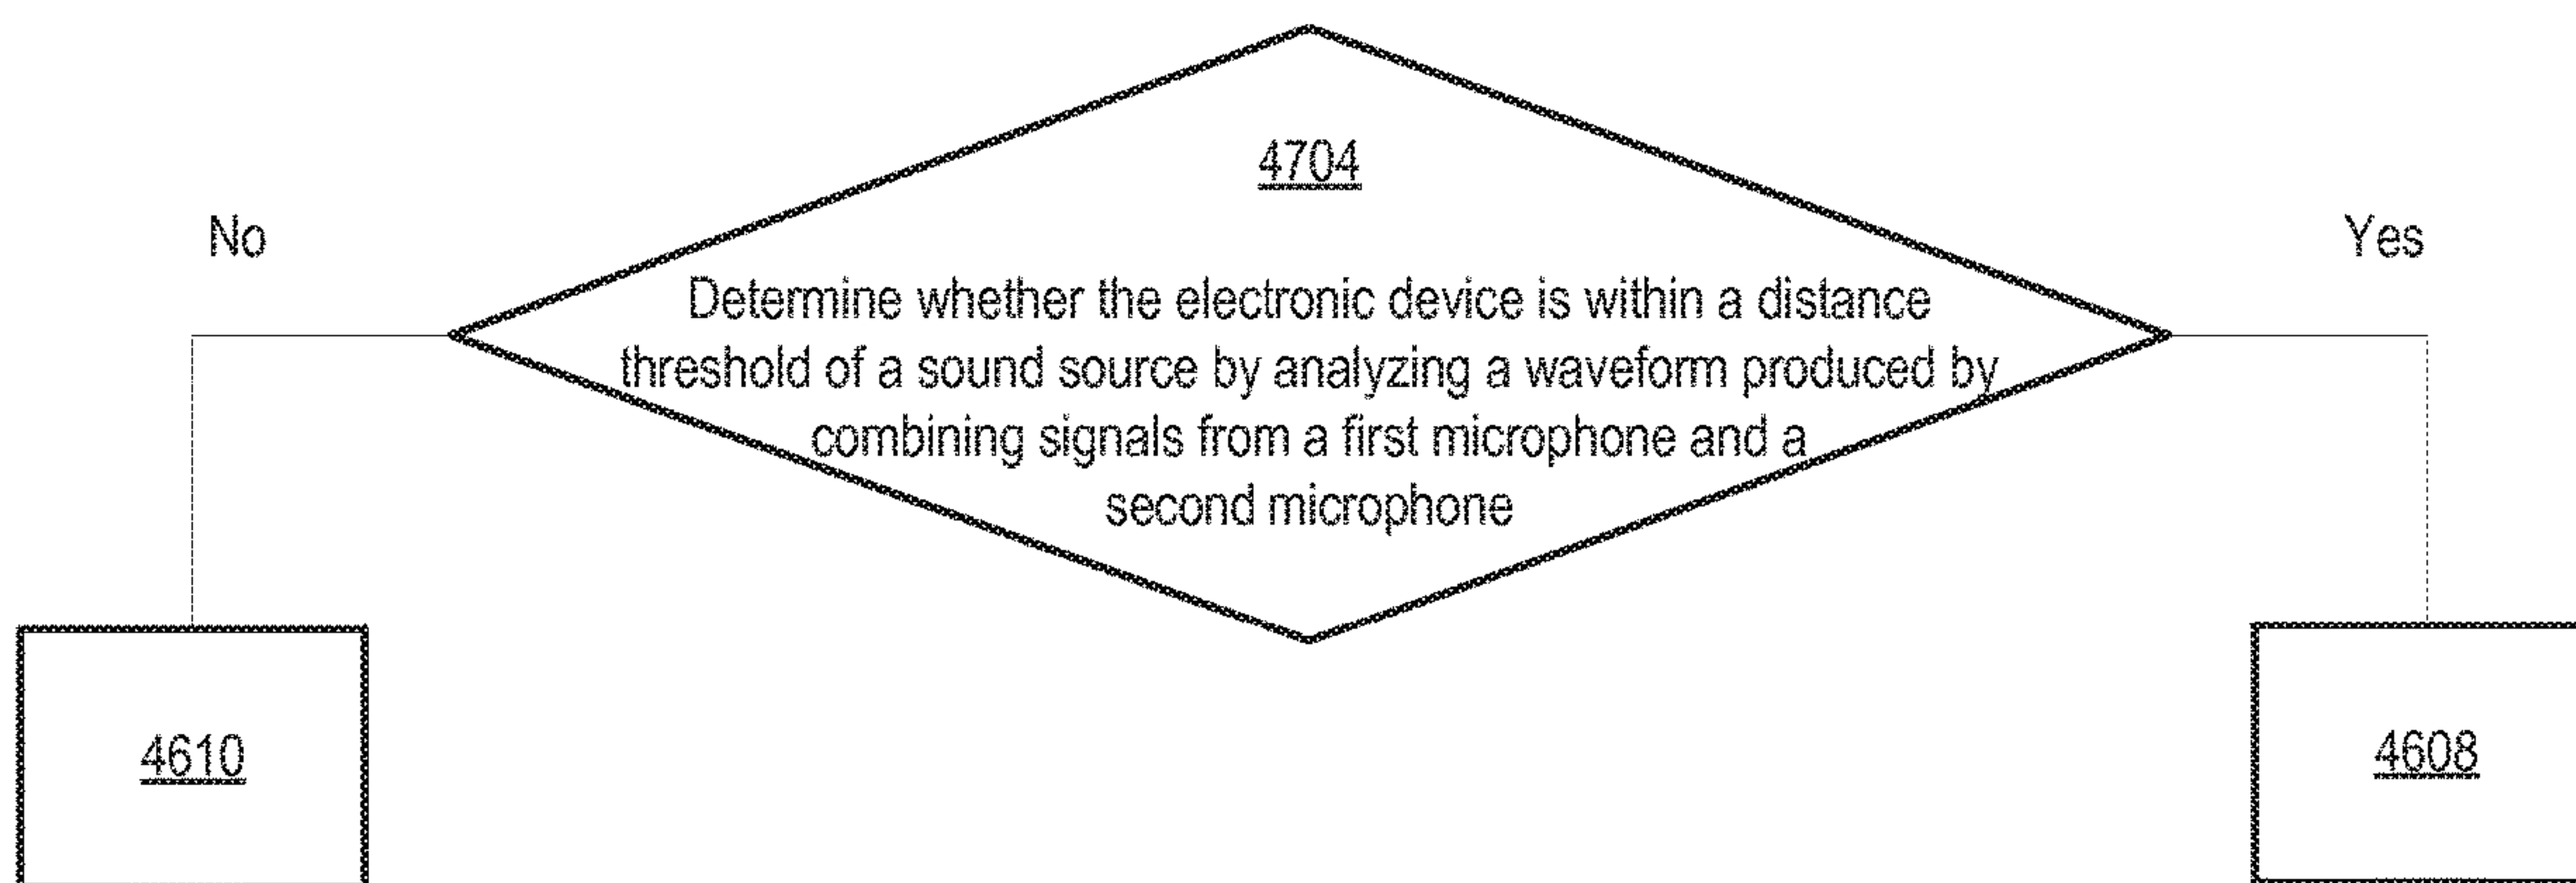 4704
No
Yes
Determine whether the electronic device is within a distance
threshold of a sound source by analyzing a waveform produced by
combining signals from a first microphone and a
second microphone
4610
4608